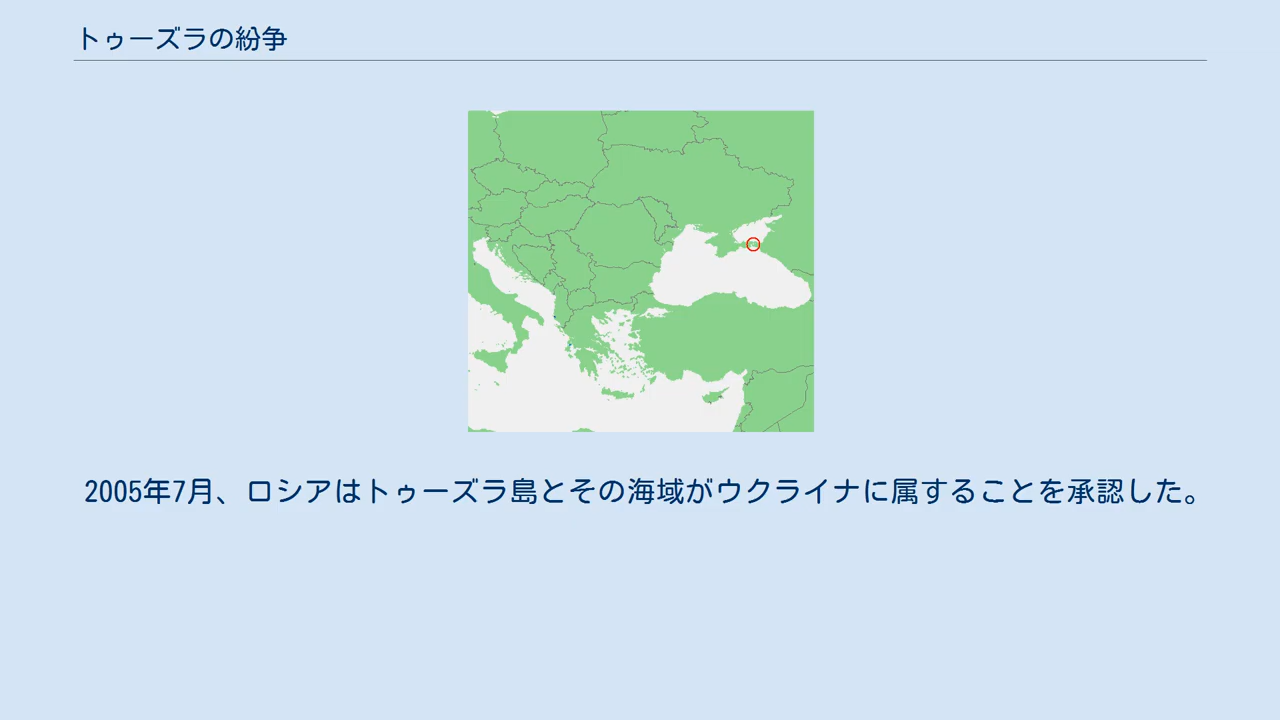 トゥーズラの紛争
2005年7月、ロシアはトゥーズラ島とその海域がウクライナに属することを承認した。